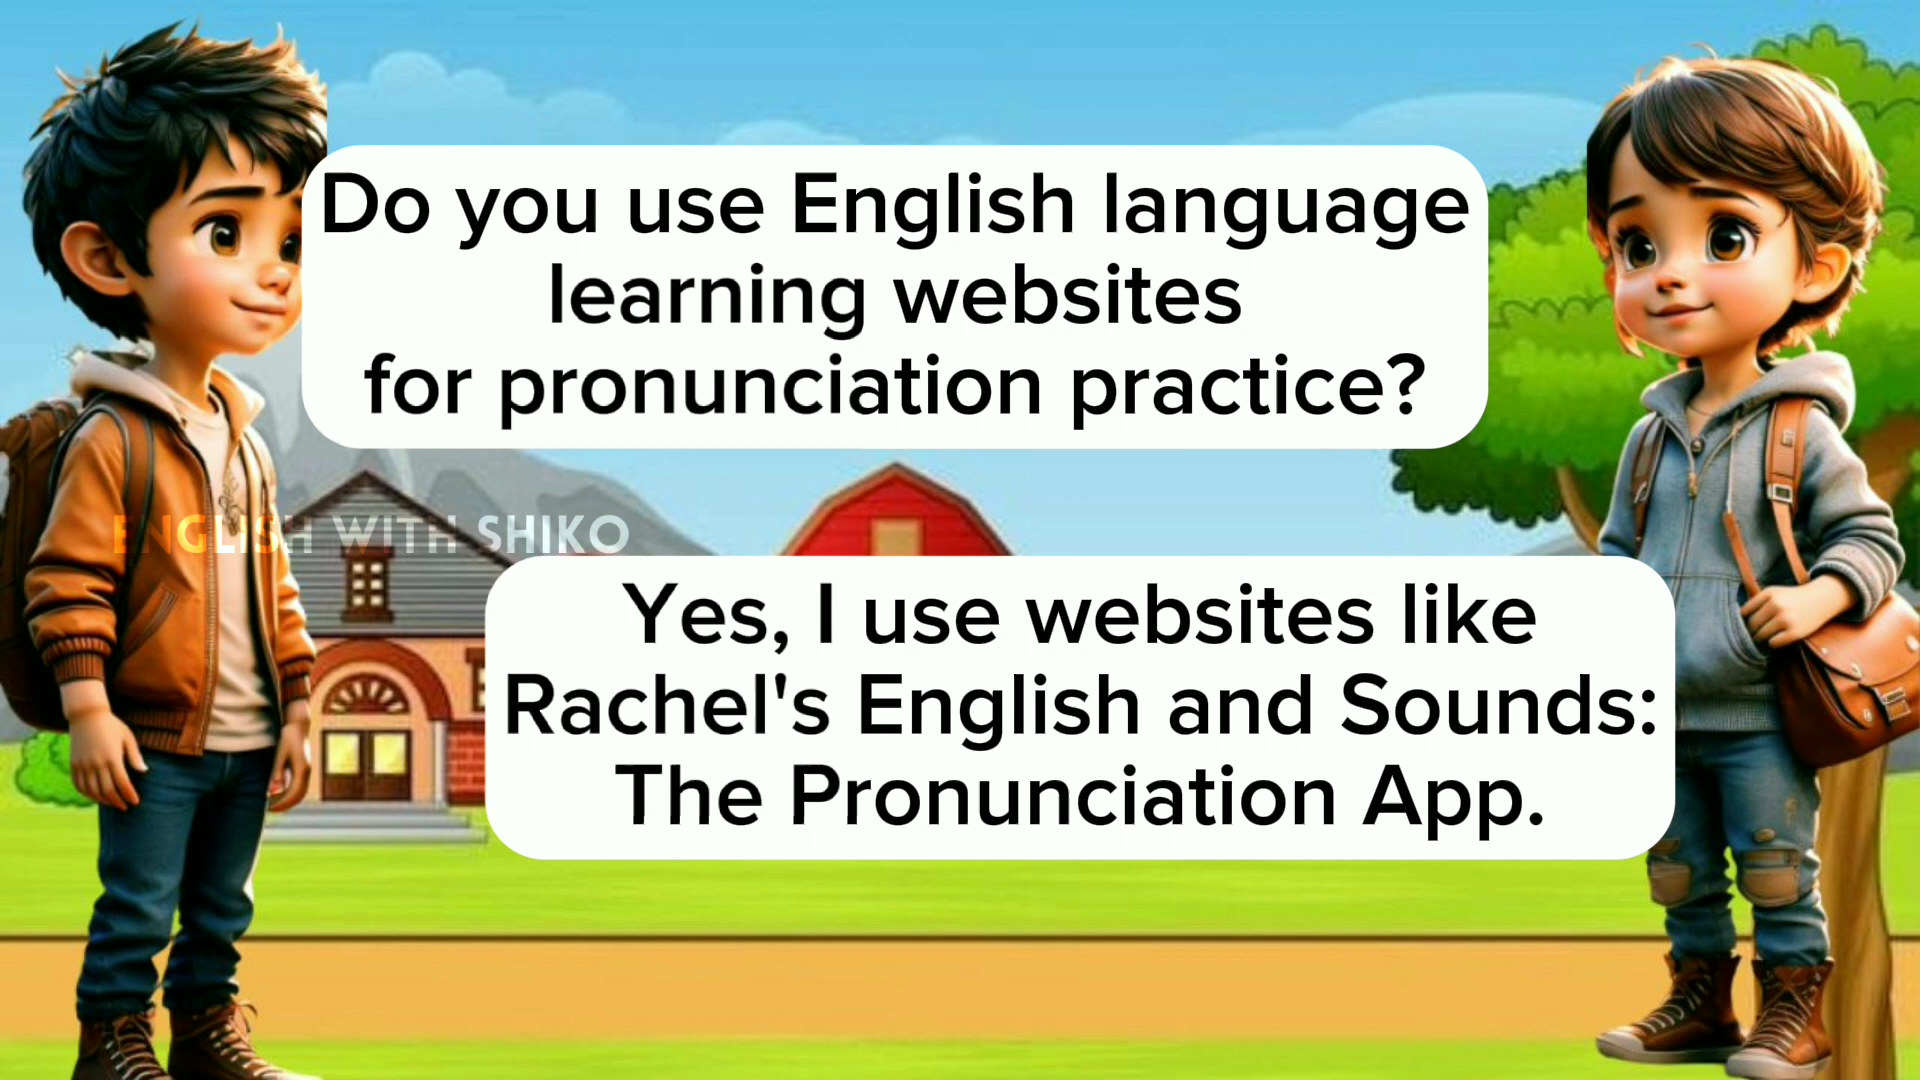 Do you use English language
learning websites
for pronunciation practice?
ENGLISH WITH SHIKO
Yes, I use websites like
Rachel's English and Sounds:
The Pronunciation App.